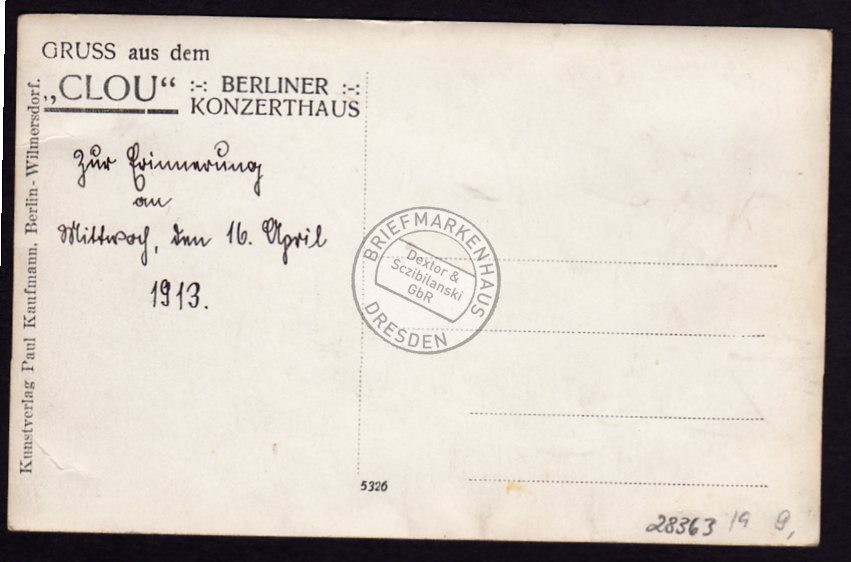 GRUSS aus dem
„CLOU“ :-: BERLINER :-:
KONZERTHAUS
Kunstverlag Paul Kaufmann, Berlin-Wilmersdorf.
Zur Erinnerung
an
Mittwoch, den 16. April
1913.
BRIEFMARKENHAUS
Dextor &
Sczibilanski
GbR
DRESDEN
5326
28363 19 9,